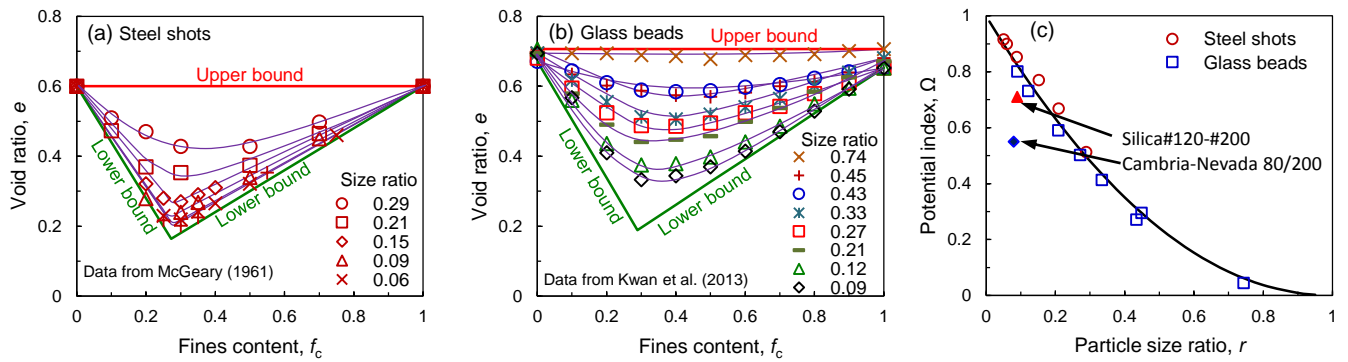 (a) Steel shots
Upper bound
Lower bound
Lower bound
Size ratio
0.29
0.21
0.15
0.09
0.06
Data from McGeary (1961)
Void ratio, e
0.8
0.6
0.4
0.2
0
0
0.2
0.4
0.6
0.8
1
Fines content, fc
(b) Glass beads
Upper bound
Lower bound
Lower bound
Size ratio
0.74
0.45
0.43
0.33
0.27
0.21
0.12
0.09
Data from Kwan et al. (2013)
Void ratio, e
0.8
0.6
0.4
0.2
0
0
0.2
0.4
0.6
0.8
1
Fines content, fc
(c)
Steel shots
Glass beads
Silica#120-#200
Cambria-Nevada 80/200
Potential index, Ω
1
0.8
0.6
0.4
0.2
0
0
0.2
0.4
0.6
0.8
1
Particle size ratio, r